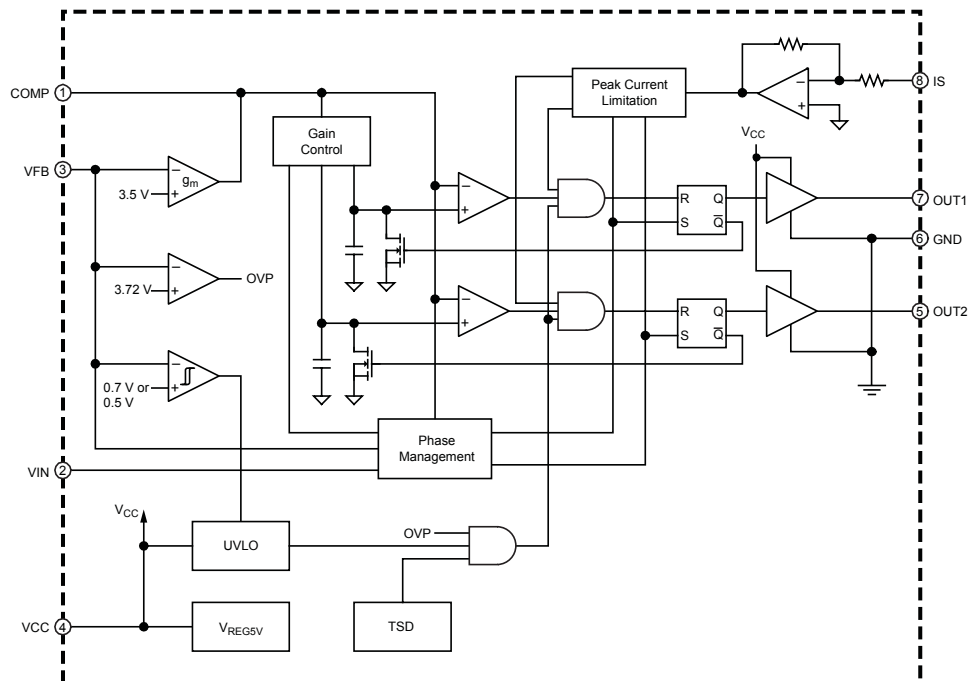 COMP 1
VFB 3
VIN 2
VCC 4
IS 8
OUT1 7
GND 6
OUT2 5
Peak Current
Limitation
Gain
Control
VCC
gm
−
+
3.5 V
−
+
3.72 V
OVP
−
+
0.7 V or
0.5 V
−
+
−
+
−
+
R Q
S Q̅
R Q
S Q̅
Phase
Management
VCC
UVLO
OVP
VREG5V
TSD